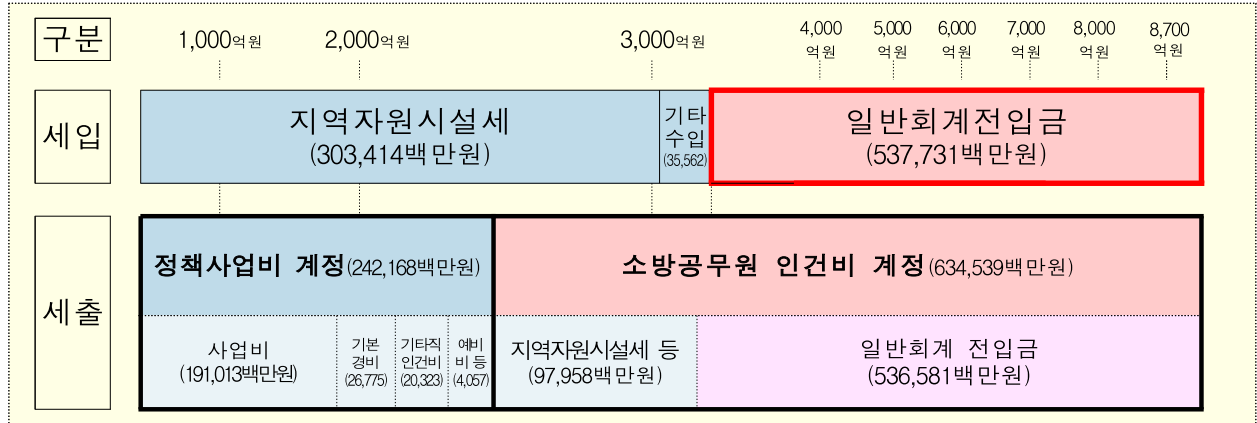 구분
1,000억원 2,000억원 3,000억원 4,000 억원 5,000 억원 6,000 억원 7,000 억원 8,000 억원 8,700 억원
세입
지역자원시설세
(303,414백만원)
기타
수입
(35,562)
일반회계전입금
(537,731백만원)
세출
정책사업비 계정(242,168백만원)
소방공무원 인건비 계정(634,539백만원)
사업비
(191,013백만원)
기본
경비
(26,775)
기타직
인건비
(20,323)
예비
비 등
(4,057)
지역자원시설세 등
(97,958백만원)
일반회계 전입금
(536,581백만원)